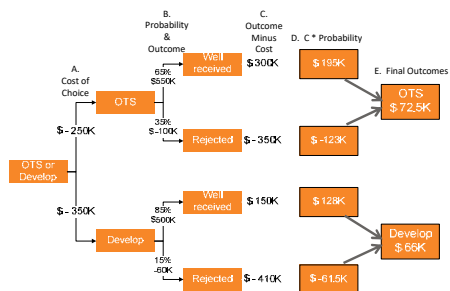 A.
Cost of
Choice
B.
Probability
&
Outcome
C.
Outcome
Minus
Cost
D. C * Probability
E. Final Outcomes
OTS or
Develop
$-250K
$-350K
OTS
Develop
65%
$550K
35%
$-100K
85%
$500K
15%
-60K
Well
received
Rejected
Well
received
Rejected
$300K
$-350K
$150K
$-410K
$195K
$-123K
$128K
$-61.5K
OTS
$72.5K
Develop
$66K